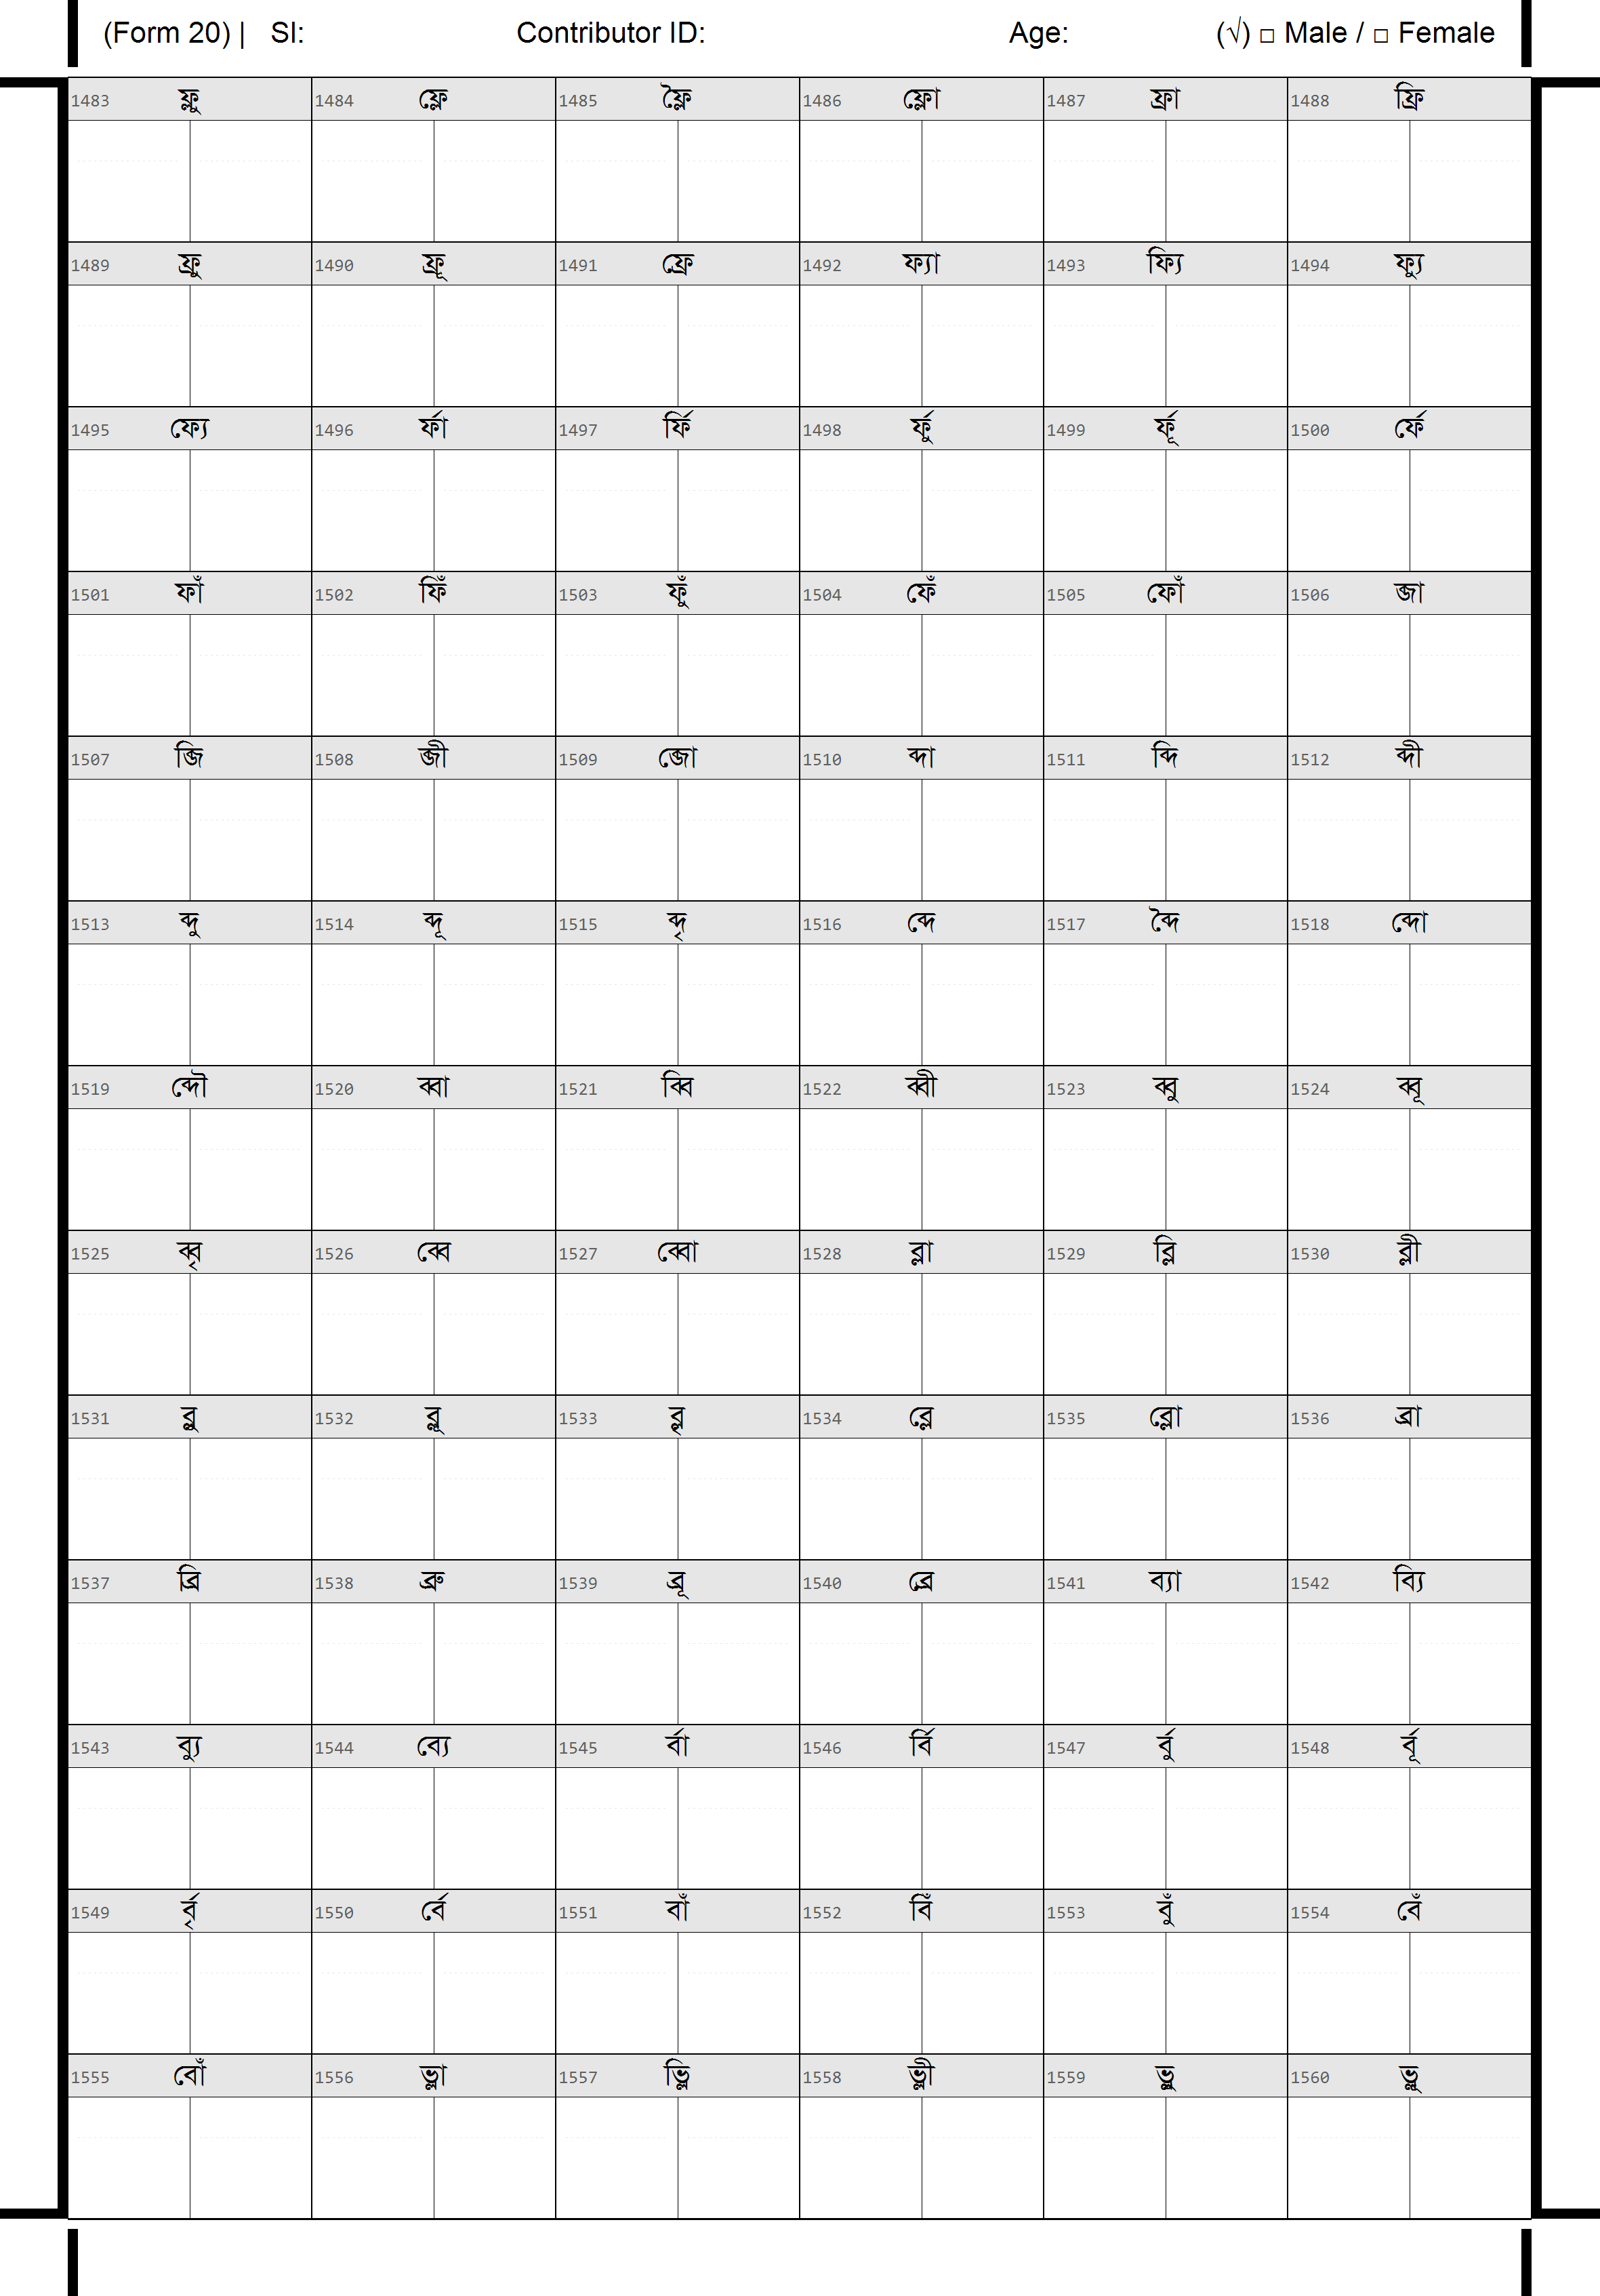 (Form 20) | Sl: Contributor ID: Age: (√) □ Male / □ Female
1483 ফ্লু 1484 ফ্লে 1485 ফ্লৈ 1486 ফ্লো 1487 ফ্রা 1488 ফ্রি
1489 ফ্রু 1490 ফ্রূ 1491 ফ্রে 1492 ফ্যা 1493 ফ্যি 1494 ফ্যু
1495 ফ্যে 1496 র্ফা 1497 র্ফি 1498 র্ফু 1499 র্ফূ 1500 র্ফে
1501 ফাঁ 1502 ফিঁ 1503 ফুঁ 1504 ফেঁ 1505 ফোঁ 1506 ব্জা
1507 ব্জি 1508 ব্জী 1509 ব্জো 1510 ব্দা 1511 ব্দি 1512 ব্দী
1513 ব্দু 1514 ব্দূ 1515 ব্দৃ 1516 ব্দে 1517 ব্দৈ 1518 ব্দো
1519 ব্দৌ 1520 ব্বা 1521 ব্বি 1522 ব্বী 1523 ব্বু 1524 ব্বূ
1525 ব্বৃ 1526 ব্বে 1527 ব্বো 1528 ব্লা 1529 ব্লি 1530 ব্লী
1531 ব্লু 1532 ব্লূ 1533 ব্লৃ 1534 ব্লে 1535 ব্লো 1536 ব্রা
1537 ব্রি 1538 ব্রু 1539 ব্রূ 1540 ব্রে 1541 ব্যা 1542 ব্যি
1543 ব্যু 1544 ব্যে 1545 র্বা 1546 র্বি 1547 র্বু 1548 র্বূ
1549 র্বৃ 1550 র্বে 1551 বাঁ 1552 বিঁ 1553 বুঁ 1554 বেঁ
1555 বোঁ 1556 ভ্লা 1557 ভ্লি 1558 ভ্লী 1559 ভ্লু 1560 ভ্লূ